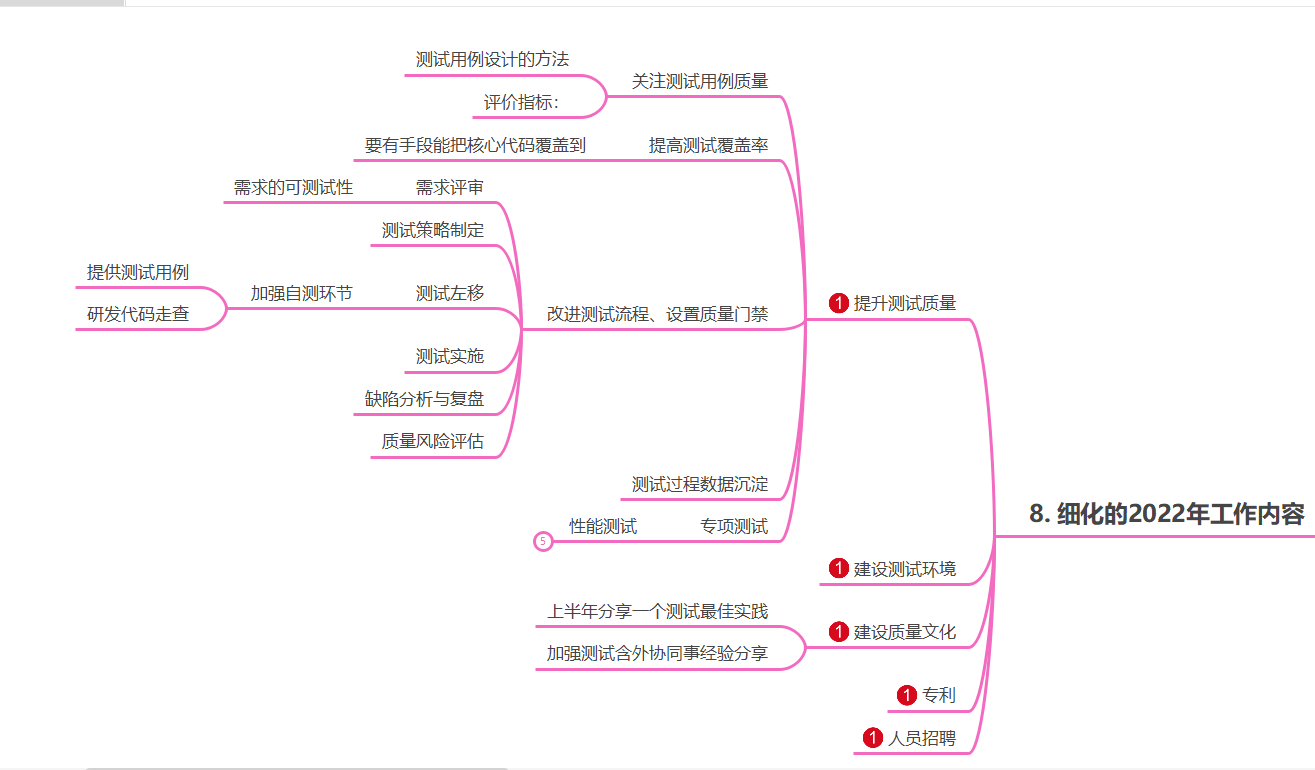 测试用例设计的方法
关注测试用例质量
评价指标：
要有手段能把核心代码覆盖到
提高测试覆盖率
需求的可测试性
需求评审
测试策略制定
提供测试用例
加强自测环节
测试左移
研发代码走查
改进测试流程、设置质量门禁
1 提升测试质量
测试实施
缺陷分析与复盘
质量风险评估
测试过程数据沉淀
5
性能测试
专项测试
8. 细化的2022年工作内容
1 建设测试环境
上半年分享一个测试最佳实践
1 建设质量文化
加强测试含外协同事经验分享
1 专利
1 人员招聘